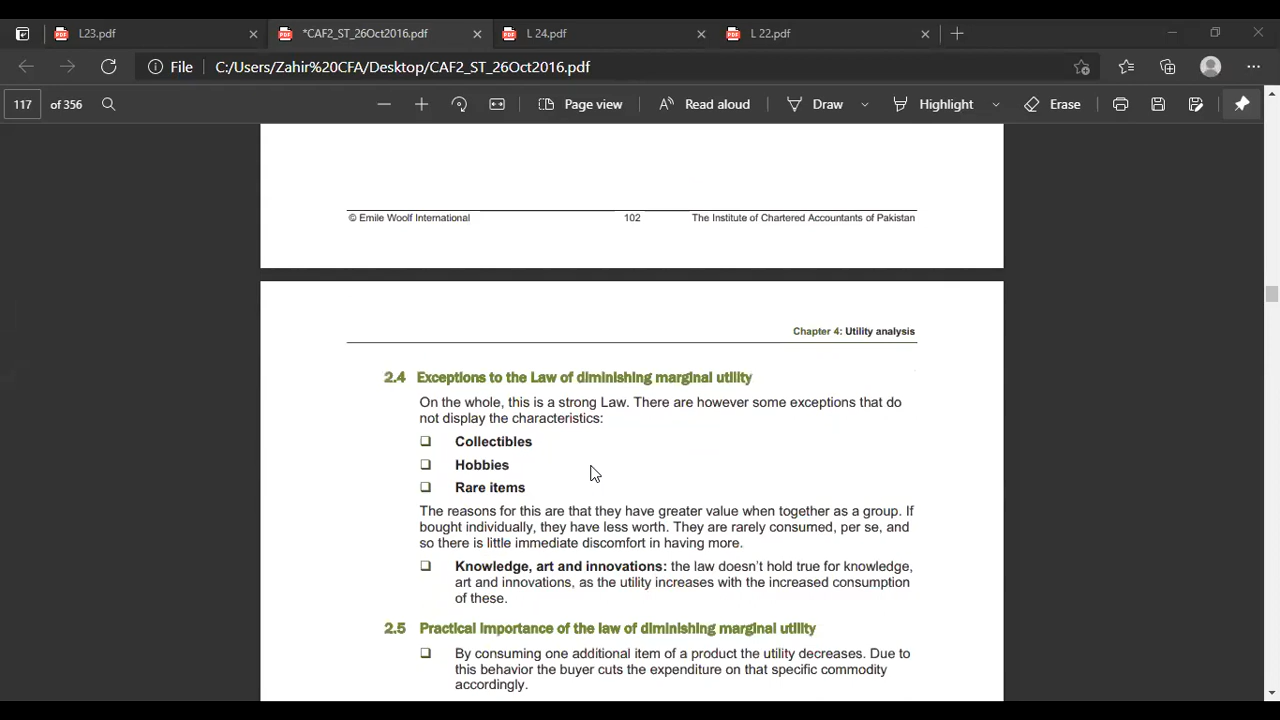 L23.pdf
*CAF2_ST_26Oct2016.pdf
L 24.pdf
L 22.pdf
File C:/Users/Zahir%20CFA/Desktop/CAF2_ST_26Oct2016.pdf
117 of 356 Page view Read aloud Draw Highlight Erase
© Emile Woolf International 102 The Institute of Chartered Accountants of Pakistan
Chapter 4: Utility analysis
2.4 Exceptions to the Law of diminishing marginal utility
On the whole, this is a strong Law. There are however some exceptions that do
not display the characteristics:
❑ Collectibles
❑ Hobbies
❑ Rare items
The reasons for this are that they have greater value when together as a group. If
bought individually, they have less worth. They are rarely consumed, per se, and
so there is little immediate discomfort in having more.
❑ Knowledge, art and innovations: the law doesn't hold true for knowledge,
art and innovations, as the utility increases with the increased consumption
of these.
2.5 Practical importance of the law of diminishing marginal utility
❑ By consuming one additional item of a product the utility decreases. Due to
this behavior the buyer cuts the expenditure on that specific commodity
accordingly.